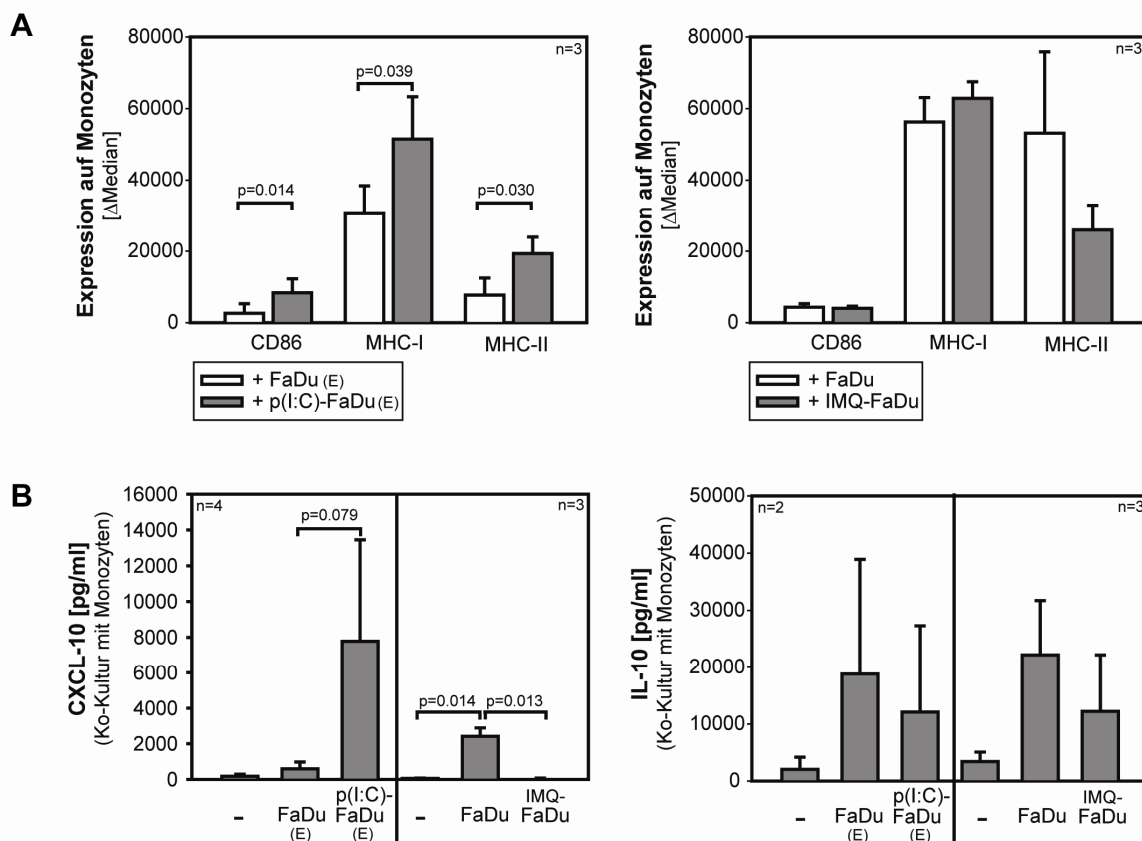 A
Expression auf Monozyten
[ΔMedian]
80000
60000
40000
20000
0
n=3
p=0.014
p=0.039
p=0.030
CD86
MHC-I
MHC-II
+ FaDu (E)
+ p(I:C)-FaDu (E)
Expression auf Monozyten
[ΔMedian]
80000
60000
40000
20000
0
n=3
CD86
MHC-I
MHC-II
+ FaDu
+ IMQ-FaDu
B
CXCL-10 [pg/ml]
(Ko-Kultur mit Monozyten)
16000
14000
12000
10000
8000
6000
4000
2000
0
n=4
p=0.079
n=3
p=0.014
p=0.013
-
FaDu
(E)
p(I:C)-
FaDu
(E)
-
FaDu
IMQ-
FaDu
IL-10 [pg/ml]
(Ko-Kultur mit Monozyten)
50000
40000
30000
20000
10000
0
n=2
n=3
-
FaDu
(E)
p(I:C)-
FaDu
(E)
-
FaDu
IMQ-
FaDu